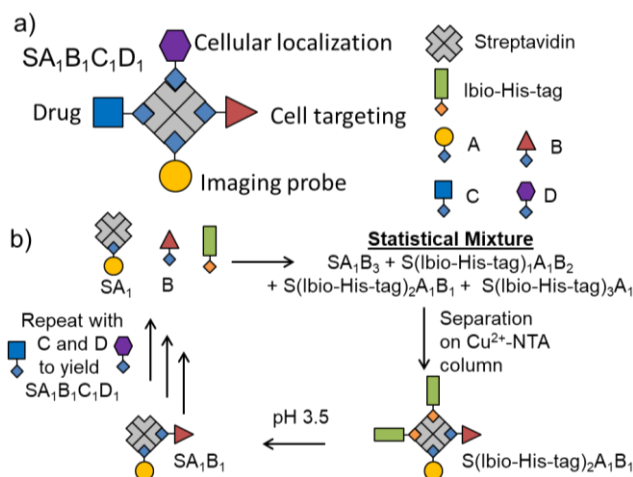 a)
SA₁B₁C₁D₁
Cellular localization
Drug
Cell targeting
Imaging probe
Streptavidin
Ibio-His-tag
A
B
C
D
b)
SA₁
B
Statistical Mixture
SA₁B₃ + S(Ibio-His-tag)₁A₁B₂
+ S(Ibio-His-tag)₂A₁B₁ + S(Ibio-His-tag)₃A₁
Repeat with
C and D
to yield
SA₁B₁C₁D₁
Separation
on Cu²⁺-NTA
column
pH 3.5
SA₁B₁
S(Ibio-His-tag)₂A₁B₁